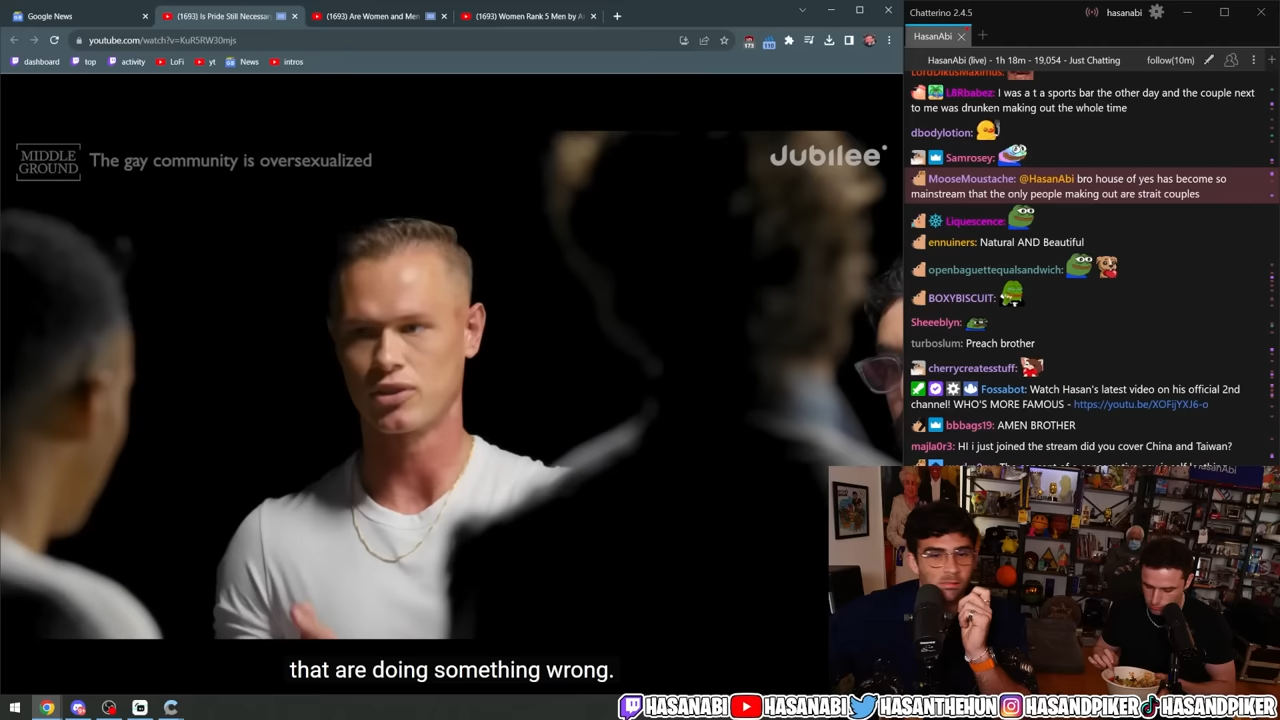 Google News
(1693) Is Pride Still Necessar
(1693) Are Women and Men
(1693) Women Rank 5 Men by A
youtube.com/watch?v=KuR5RW30mjs
173
dashboard
top
activity
LoFi
yt
News
intros
MIDDLE
GROUND
The gay community is oversexualized
Jubilee
that are doing something wrong.
Chatterino 2.4.5
hasanabi
HasanAbi
HasanAbi (live) - 1h 18m - 19,054 - Just Chatting
follow(10m)
LordDikusMaximus:
LBRbabez: I was a t a sports bar the other day and the couple next
to me was drunken making out the whole time
dbodylotion:
Samrosey:
MooseMoustache: @HasanAbi bro house of yes has become so
mainstream that the only people making out are strait couples
Liquescence:
ennuiners: Natural AND Beautiful
openbaguettequalsandwich:
BOXYBISCUIT:
Sheeeblyn:
turboslum: Preach brother
cherrycreatesstuff:
Fossabot: Watch Hasan's latest video on his official 2nd
channel! WHO'S MORE FAMOUS - https://youtu.be/XOFijYXJ6-o
bbbags19: AMEN BROTHER
majla0r3: HI i just joined the stream did you cover China and Taiwan?
HASANABI
HASANABI
HASANTHEHUN
HASANDPIKER
HASANDPIKER